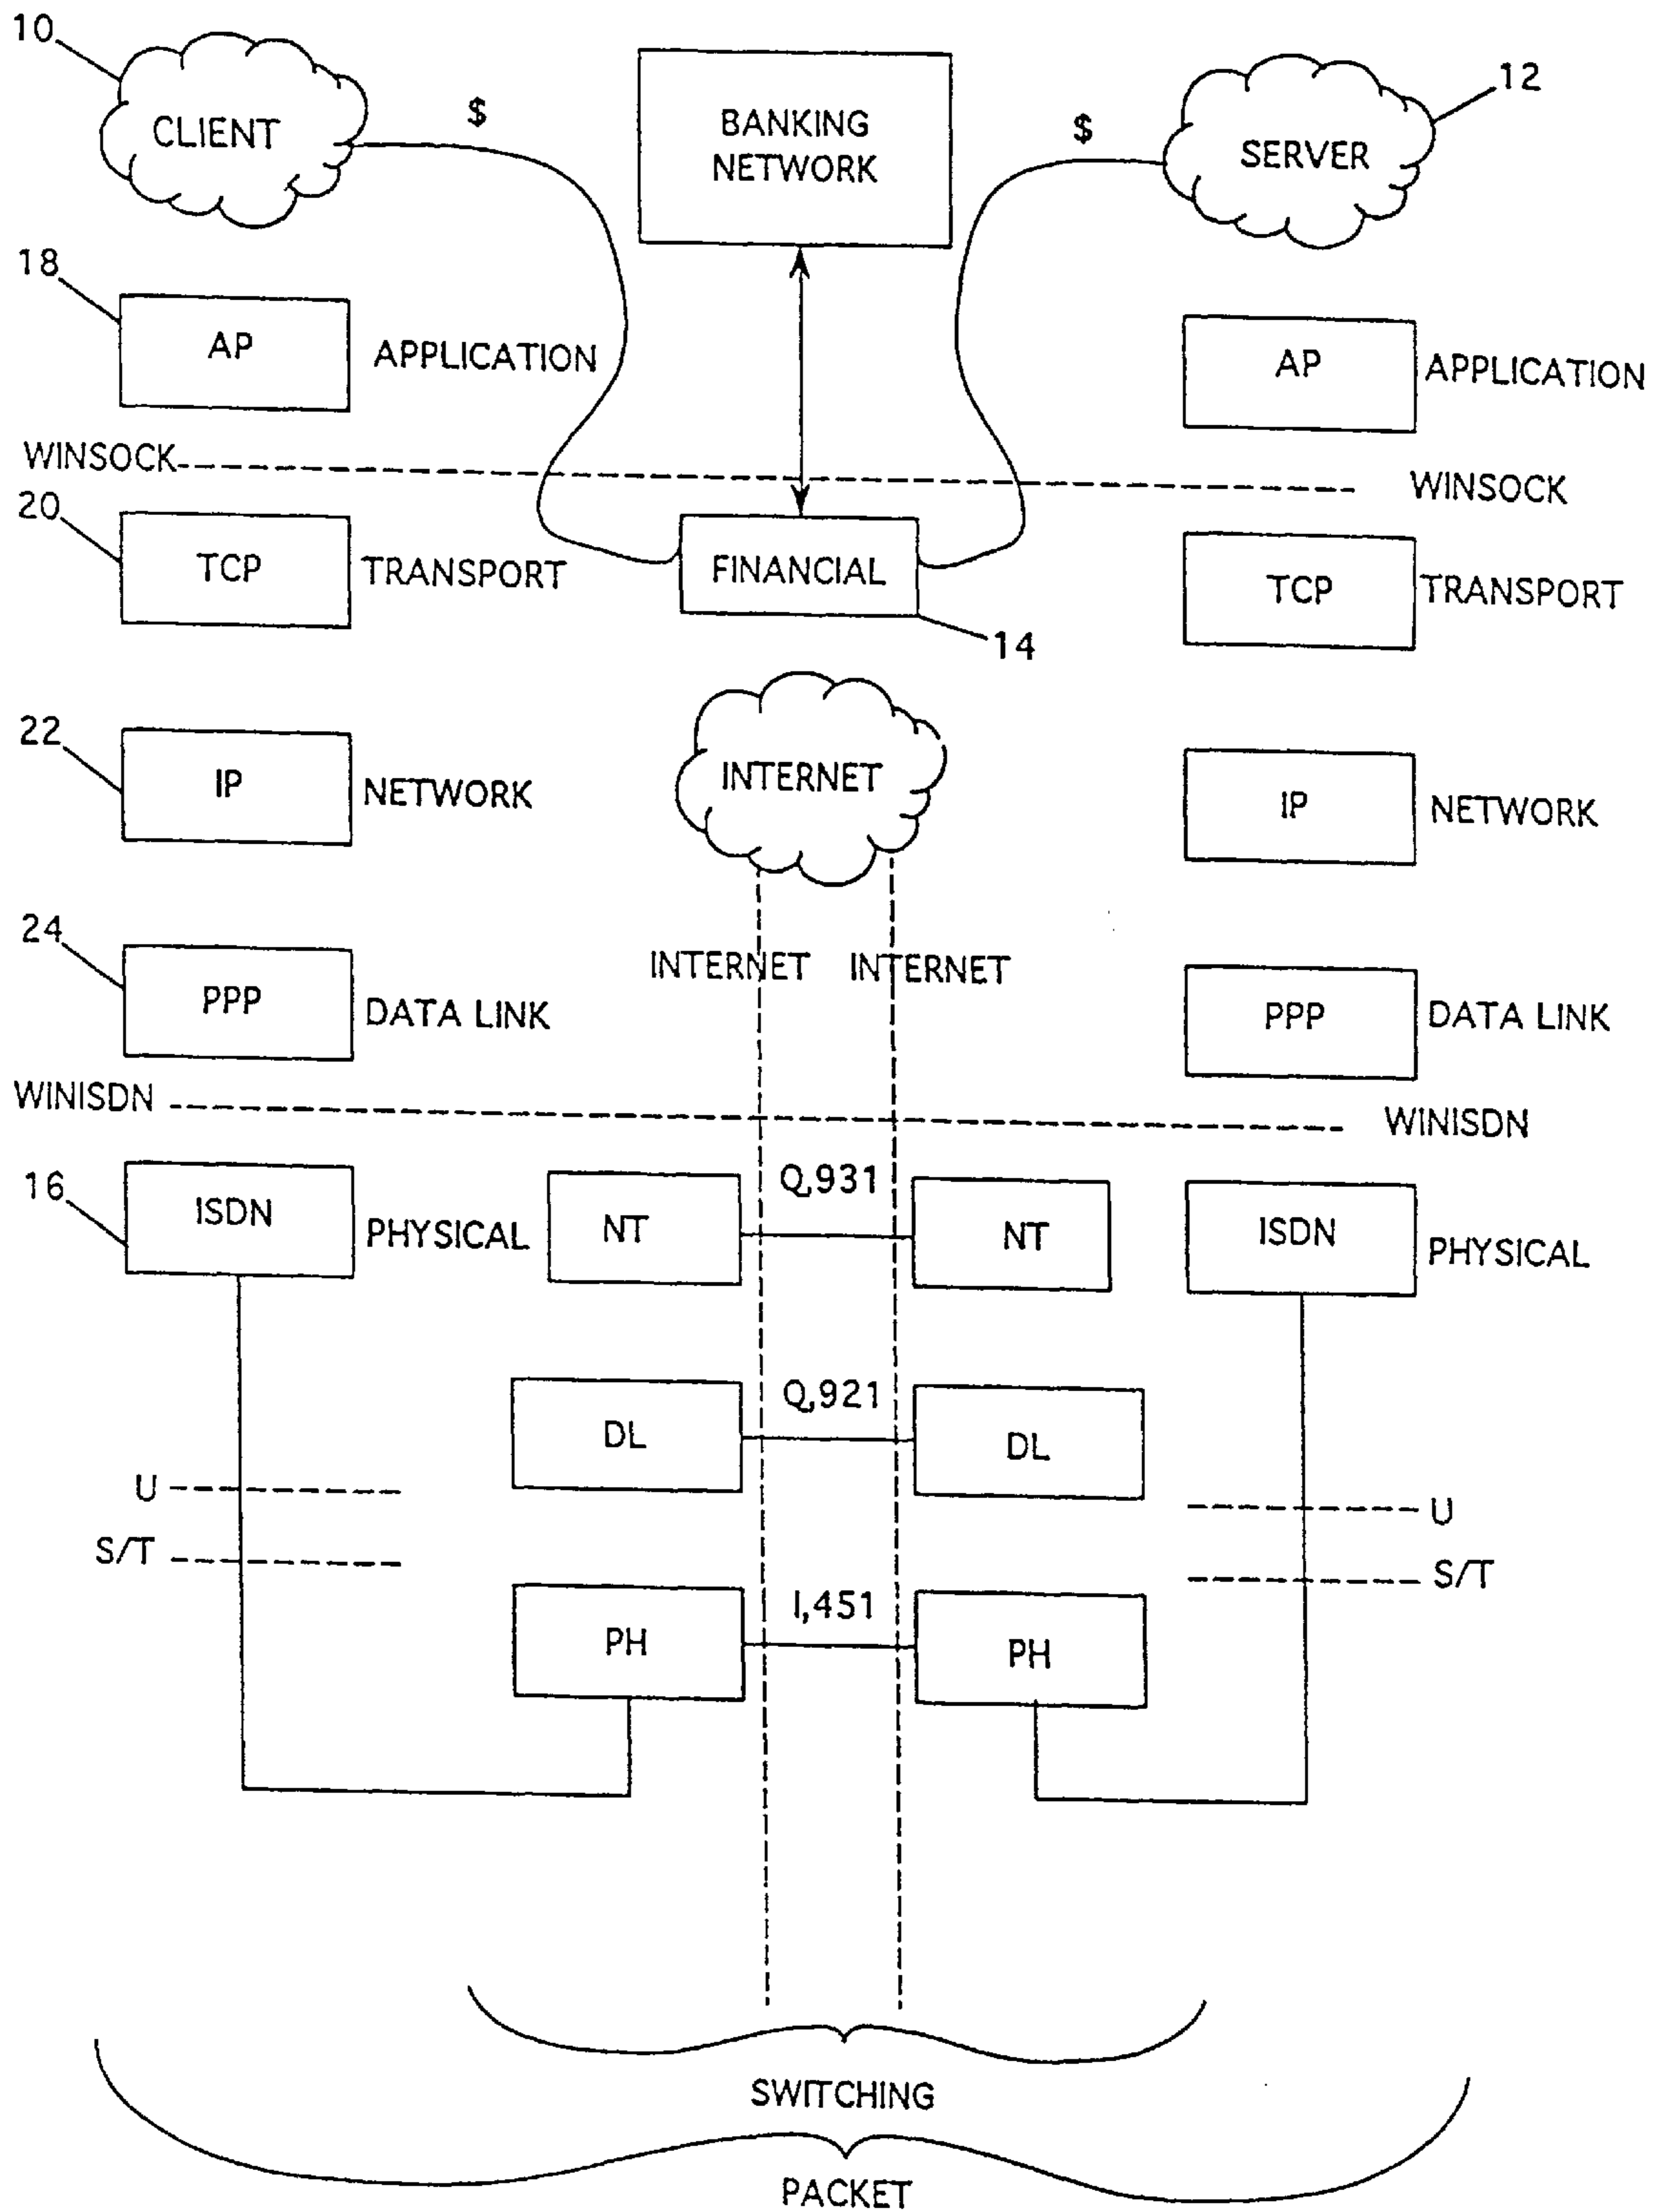 10
CLIENT
$
BANKING
NETWORK
$
SERVER
12
18
AP
APPLICATION
AP
APPLICATION
WINSOCK
WINSOCK
20
TCP
TRANSPORT
FINANCIAL
14
TCP
TRANSPORT
22
IP
NETWORK
INTERNET
IP
NETWORK
24
PPP
DATA LINK
INTERNET
INTERNET
PPP
DATA LINK
WINISDN
WINISDN
16
ISDN
PHYSICAL
NT
Q,931
NT
ISDN
PHYSICAL
DL
Q,921
DL
U
U
S/T
S/T
PH
I,451
PH
SWITCHING
PACKET